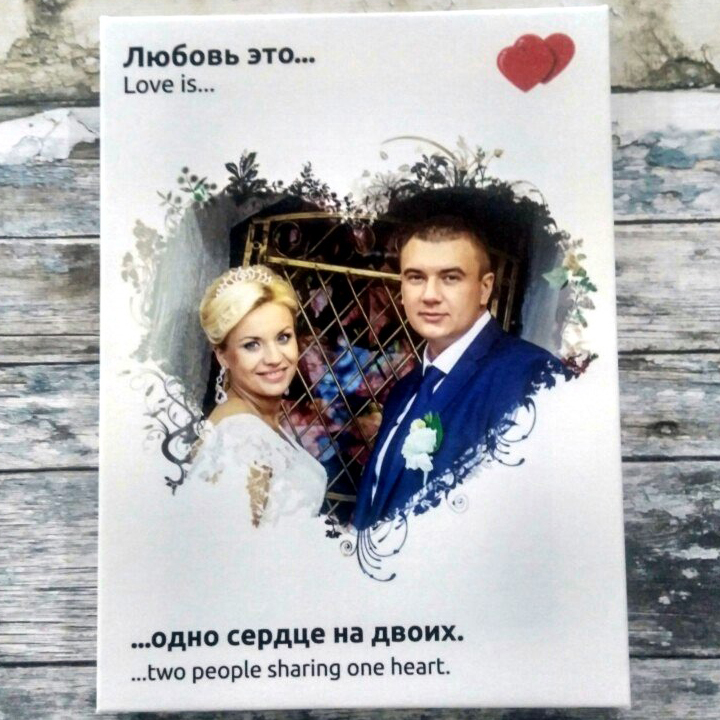 Любовь это...
Love is...
...одно сердце на двоих.
...two people sharing one heart.